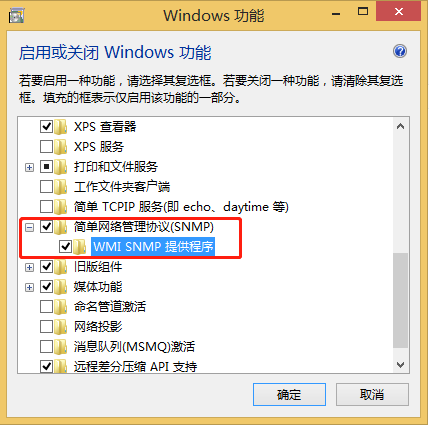 Windows 功能
启用或关闭 Windows 功能
若要启用一种功能，请选择其复选框。若要关闭一种功能，请清除其复选
框。填充的框表示仅启用该功能的一部分。
XPS 查看器
XPS 服务
打印和文件服务
工作文件夹客户端
简单 TCPIP 服务(即 echo、daytime 等)
简单网络管理协议(SNMP)
WMI SNMP 提供程序
旧版组件
媒体功能
命名管道激活
网络投影
消息队列(MSMQ)激活
远程差分压缩 API 支持
确定
取消